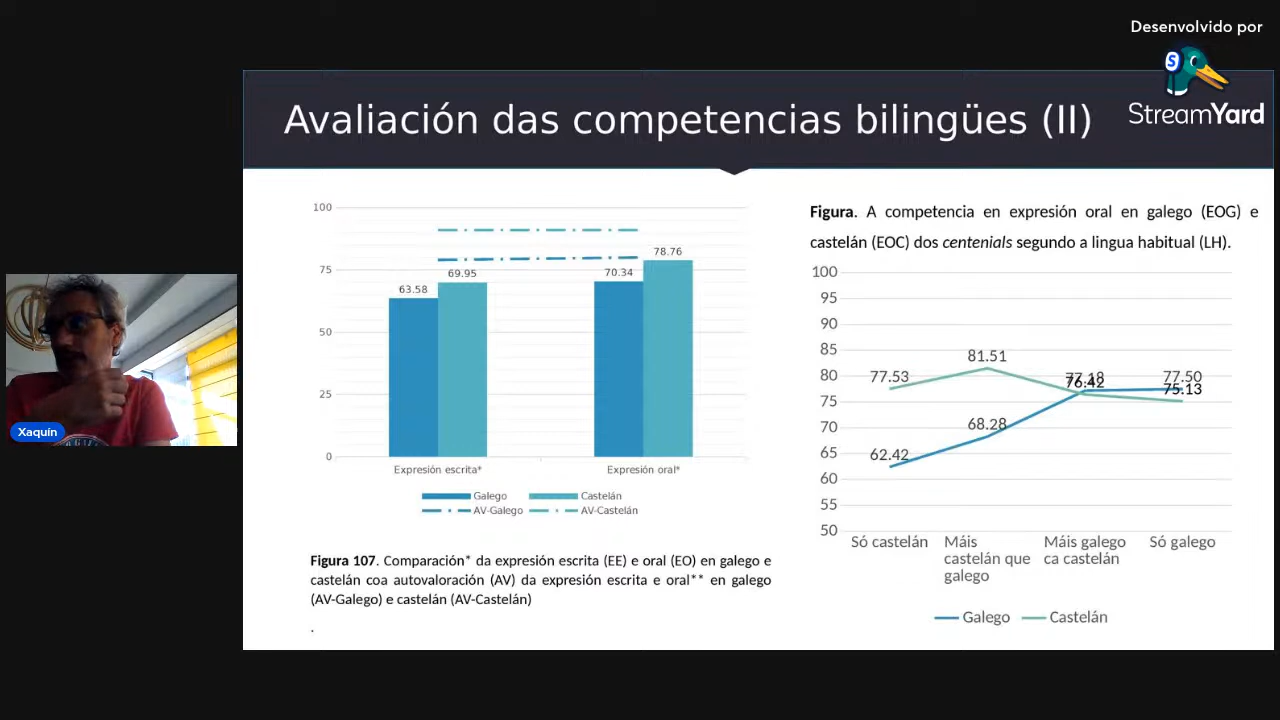 Desenvolvido por
StreamYard
Avaliación das competencias bilingües (II)
100
75
50
25
0
63.58
69.95
70.34
78.76
Expresión escrita*
Expresión oral*
Galego
Castelán
AV-Galego
AV-Castelán
Figura 107. Comparación* da expresión escrita (EE) e oral (EO) en galego e
castelán coa autovaloración (AV) da expresión escrita e oral** en galego
(AV-Galego) e castelán (AV-Castelán)
.
Figura. A competencia en expresión oral en galego (EOG) e
castelán (EOC) dos centenials segundo a lingua habitual (LH).
100
95
90
85
80
75
70
65
60
55
50
77.53
81.51
76.42
75.13
62.42
68.28
77.18
77.50
Só castelán
Máis
castelán que
galego
Máis galego
ca castelán
Só galego
Galego
Castelán
Xaquín